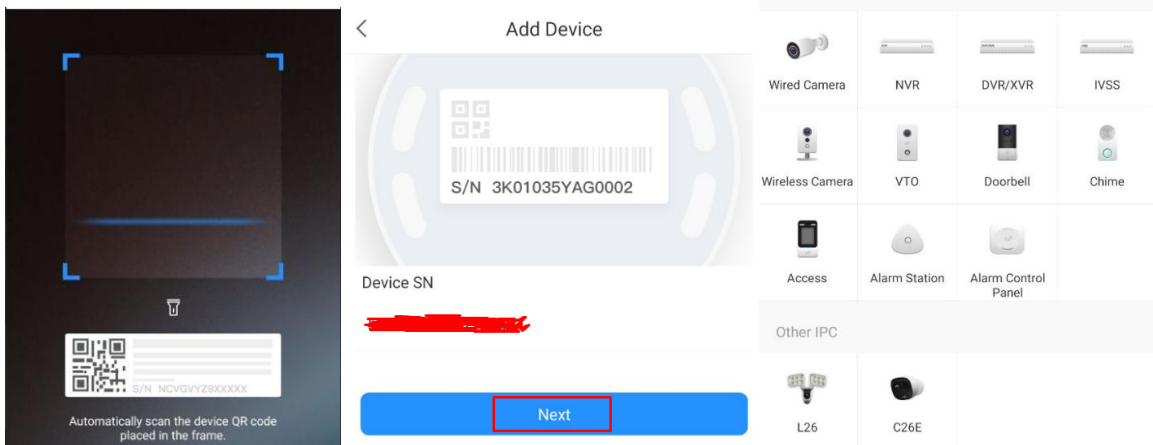 S/N NCVGVYZ9XXXXX
Automatically scan the device QR code
placed in the frame.
Add Device
S/N 3K01035YAG0002
Device SN
Next
Wired Camera
NVR
DVR/XVR
IVSS
Wireless Camera
VTO
Doorbell
Chime
Access
Alarm Station
Alarm Control
Panel
Other IPC
L26
C26E